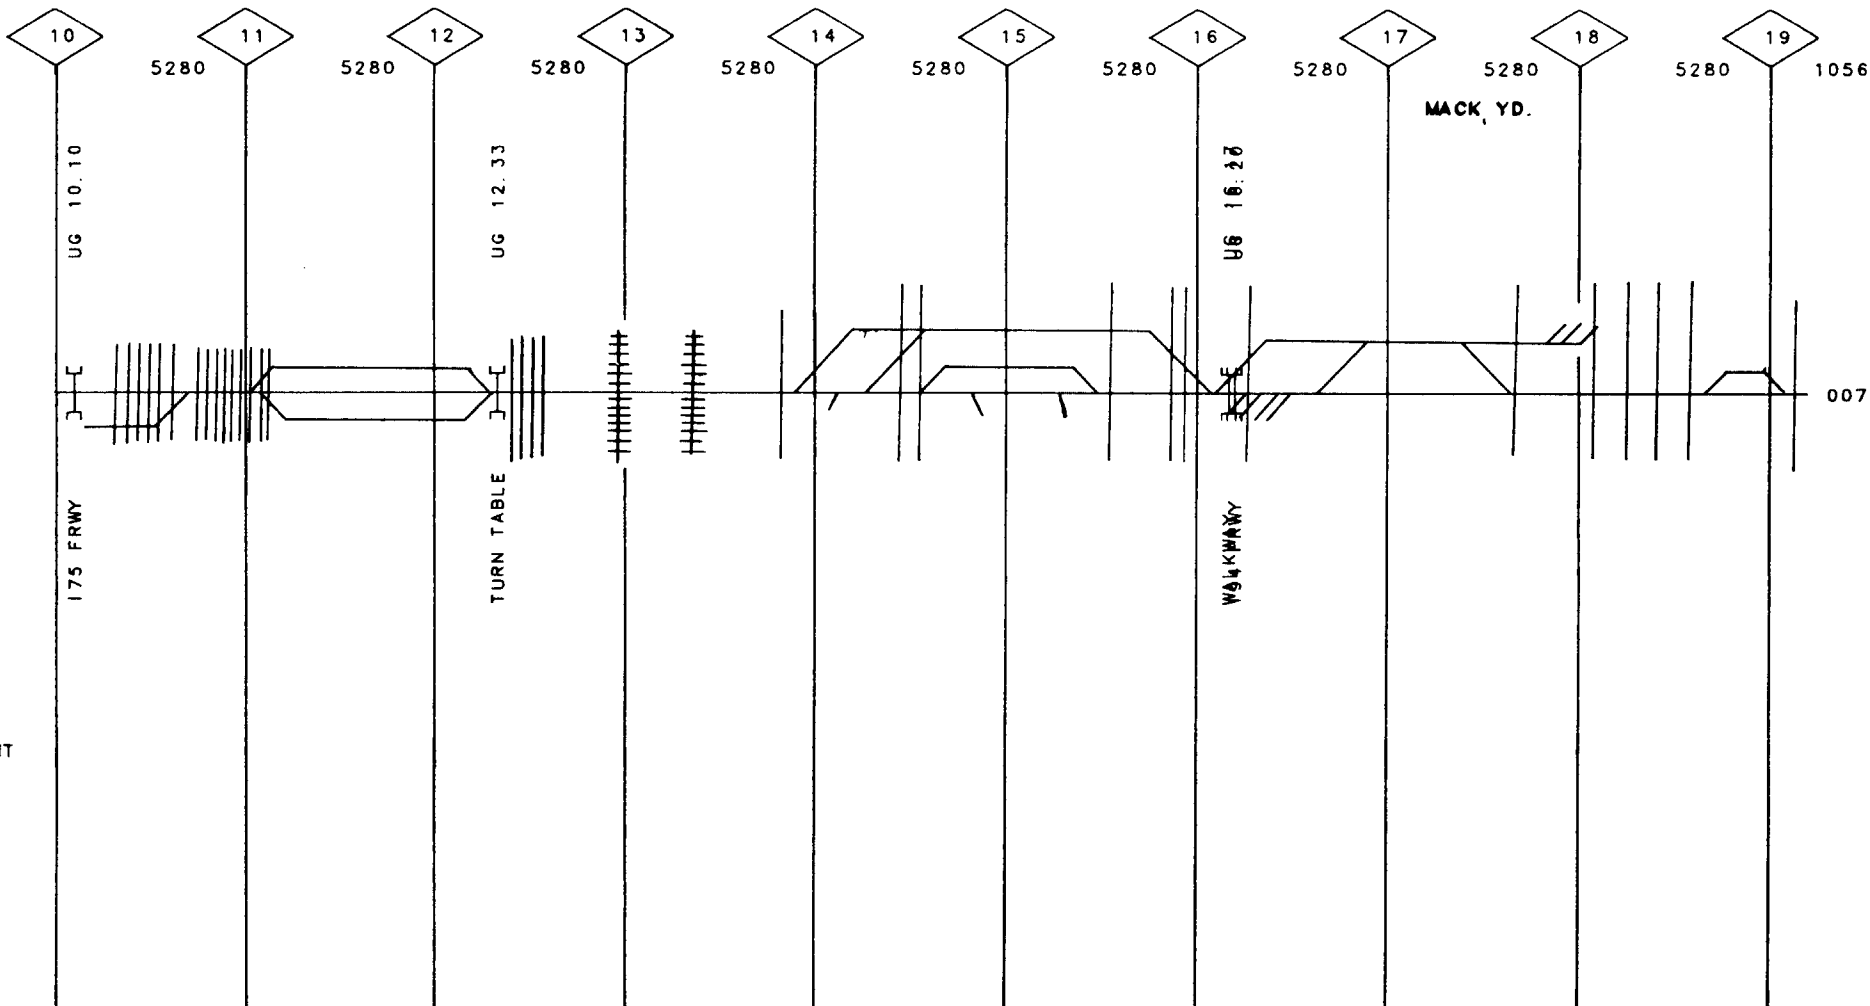 10 11 12 13 14 15 16 17 18 19
5280 5280 5280 5280 5280 5280 5280 5280 5280 1056
MACK, YD.
UG 10.10
UG 12.33
007
I75 FRWY
TURN TABLE